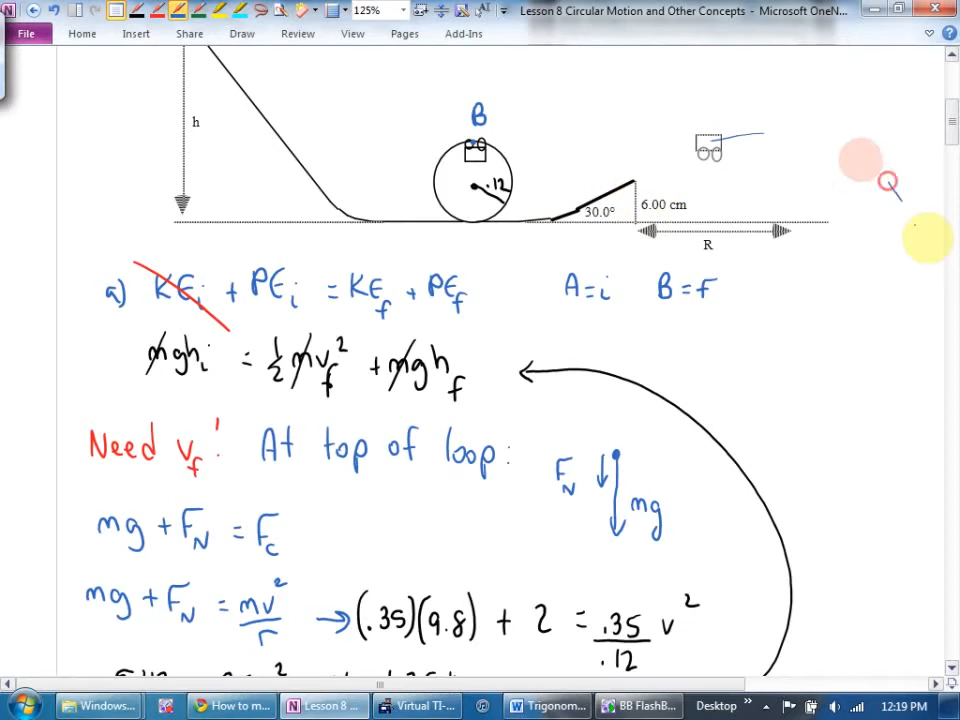 Lesson 8 Circular Motion and Other Concepts - Microsoft OneN...
125%
File Home Insert Share Draw Review View Pages Add-Ins
B
h
.12
30.0°
6.00 cm
R
a) KEi + PEi = KEf + PEf A=i B=f
mghi = 1/2 mvf² + mghf
Need vf! At top of loop:
FN
mg
mg + FN = Fc
mg + FN = mv²/r → (.35)(9.8) + 2 = .35/.12 v²
Windows... How to m... Lesson 8 ... Virtual TI-... Trigonom... BB FlashB... Desktop » 12:19 PM